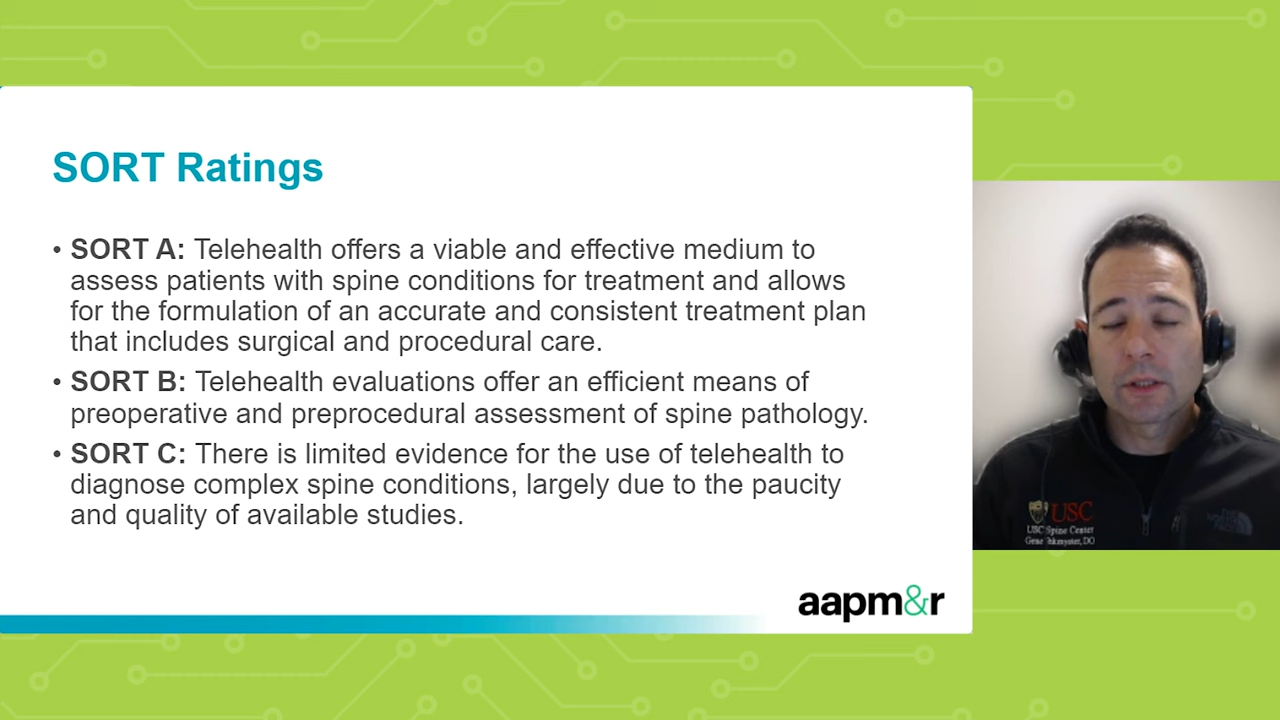 SORT Ratings
• SORT A: Telehealth offers a viable and effective medium to
assess patients with spine conditions for treatment and allows
for the formulation of an accurate and consistent treatment plan
that includes surgical and procedural care.
• SORT B: Telehealth evaluations offer an efficient means of
preoperative and preprocedural assessment of spine pathology.
• SORT C: There is limited evidence for the use of telehealth to
diagnose complex spine conditions, largely due to the paucity
and quality of available studies.
aapm&r
USC
USC Spine Center
Gene
DO